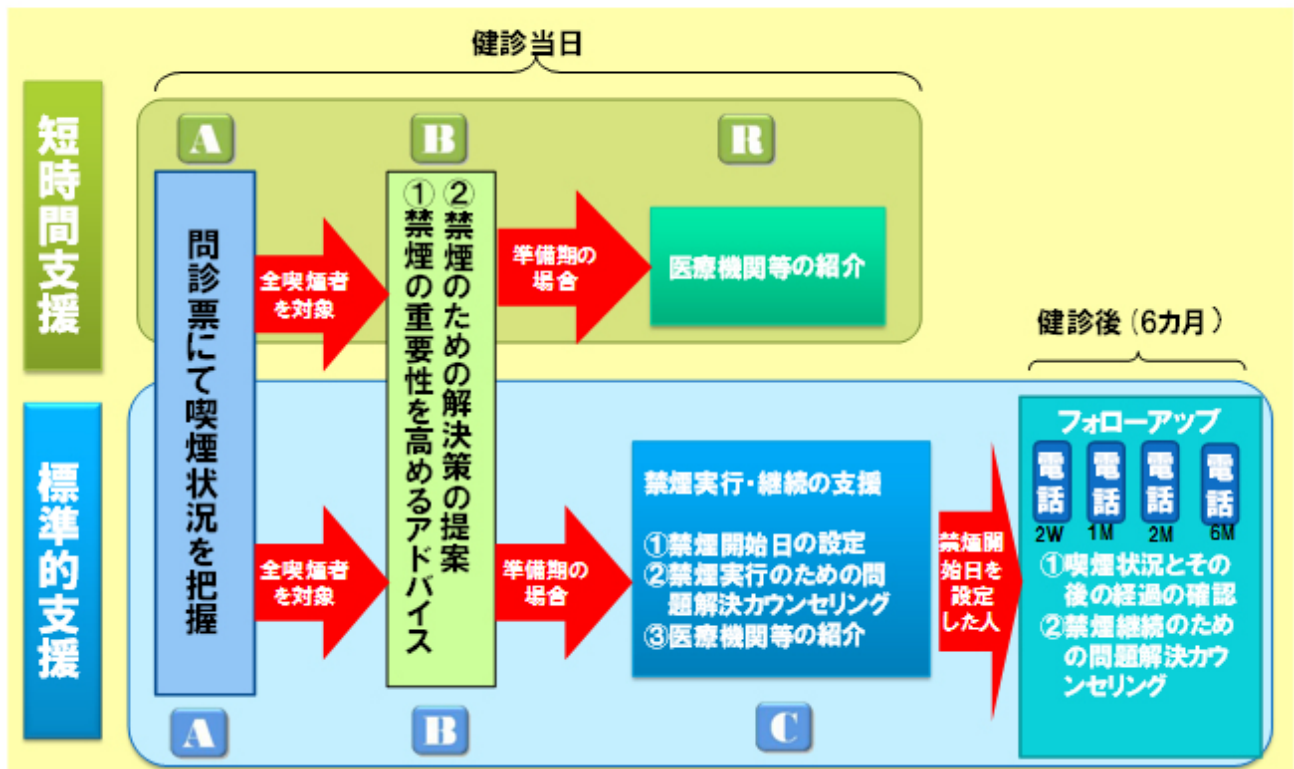 健診当日
短時間支援
A
B
R
問診票にて喫煙状況を把握
全喫煙者
を対象
①禁煙の重要性を高めるアドバイス
②禁煙のための解決策の提案
準備期の
場合
医療機関等の紹介
健診後(6カ月)
標準的支援
全喫煙者
を対象
準備期の
場合
禁煙実行・継続の支援
①禁煙開始日の設定
②禁煙実行のための問
題解決カウンセリング
③医療機関等の紹介
禁煙開
始日を
設定
した人
フォローアップ
電話
電話
電話
電話
2W
1M
2M
6M
①喫煙状況とその
後の経過の確認
②禁煙継続のため
の問題解決カウ
ンセリング
A
B
C